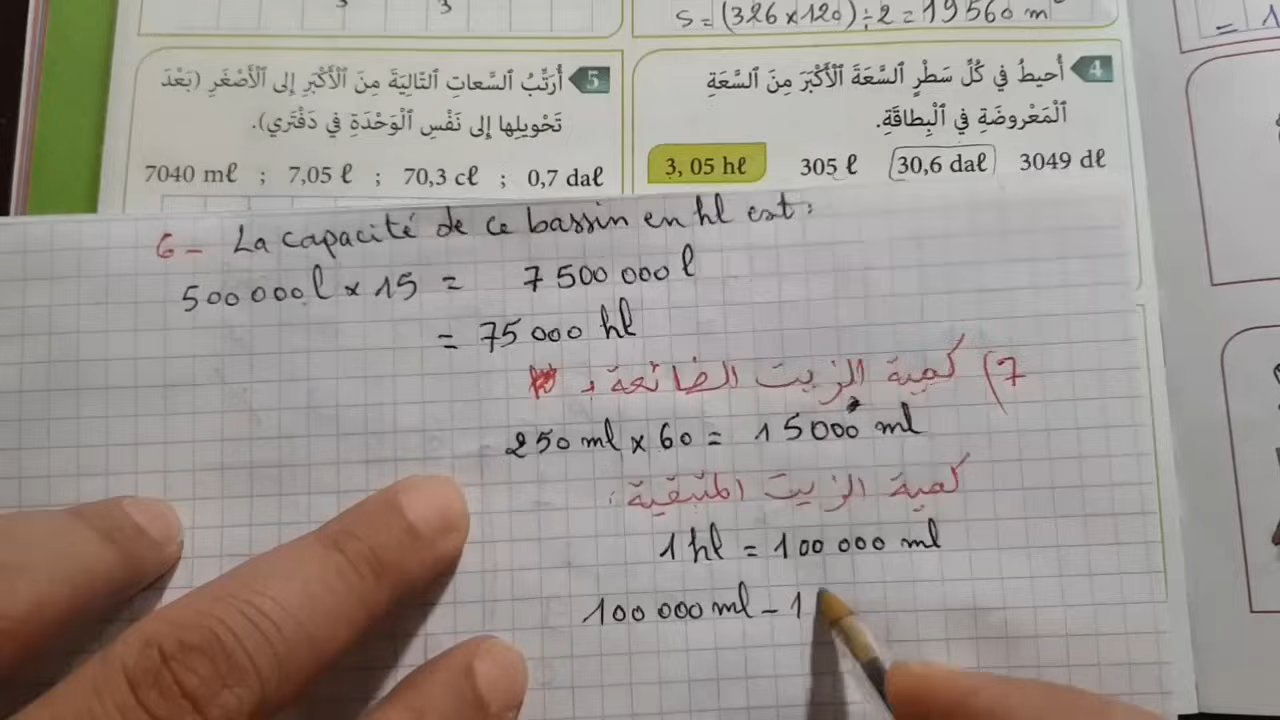 S = (326 x 120) ÷ 2 = 19560 m
4 أُحيطُ في كُلِّ سَطْرٍ ٱلسَّعَةَ ٱلْأَكْبَرَ مِنَ ٱلسَّعَةِ
ٱلْمَعْروضَةِ في ٱلْبِطاقَةِ.
3,05 hℓ 305 ℓ 30,6 daℓ 3049 dℓ
5 أُرَتِّبُ ٱلسَّعاتِ ٱلتَّالِيَةَ مِنَ ٱلْأَكْبَرِ إِلى ٱلْأَصْغَرِ (بَعْدَ
تَحْويلِها إِلى نَفْسِ ٱلْوَحْدَةِ في دَفْتَري).
7040 mℓ ; 7,05 ℓ ; 70,3 cℓ ; 0,7 daℓ
6 - La capacité de ce bassin en hl est :
500 000 l x 15 = 7 500 000 l
= 75 000 hl
7) كمية الزيت الضائعة :
250 ml x 60 = 15000 ml
كمية الزيت المتبقية :
1 hl = 100 000 ml
100 000 ml - 1